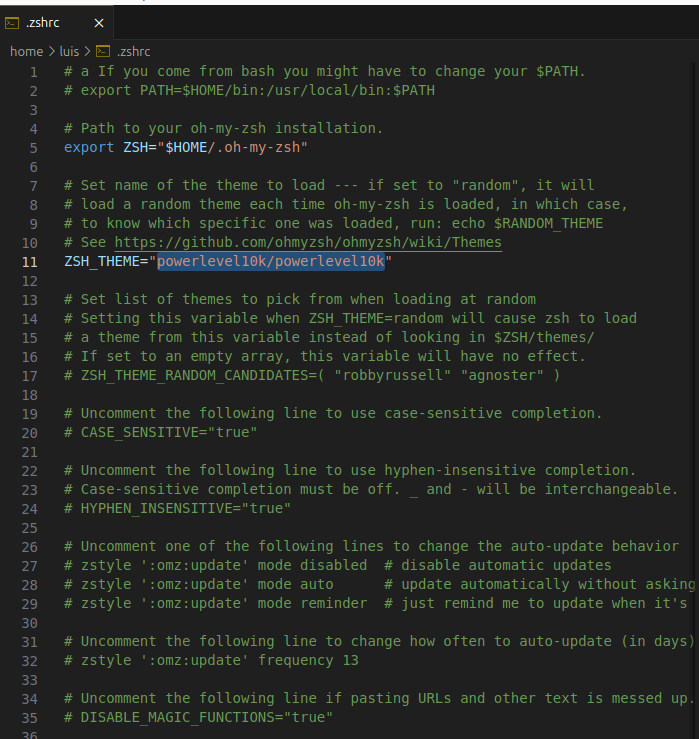 .zshrc
home > luis > .zshrc
1 # a If you come from bash you might have to change your $PATH.
2 # export PATH=$HOME/bin:/usr/local/bin:$PATH
3
4 # Path to your oh-my-zsh installation.
5 export ZSH="$HOME/.oh-my-zsh"
6
7 # Set name of the theme to load --- if set to "random", it will
8 # load a random theme each time oh-my-zsh is loaded, in which case,
9 # to know which specific one was loaded, run: echo $RANDOM_THEME
10 # See https://github.com/ohmyzsh/ohmyzsh/wiki/Themes
11 ZSH_THEME="powerlevel10k/powerlevel10k"
12
13 # Set list of themes to pick from when loading at random
14 # Setting this variable when ZSH_THEME=random will cause zsh to load
15 # a theme from this variable instead of looking in $ZSH/themes/
16 # If set to an empty array, this variable will have no effect.
17 # ZSH_THEME_RANDOM_CANDIDATES=( "robbyrussell" "agnoster" )
18
19 # Uncomment the following line to use case-sensitive completion.
20 # CASE_SENSITIVE="true"
21
22 # Uncomment the following line to use hyphen-insensitive completion.
23 # Case-sensitive completion must be off. _ and - will be interchangeable.
24 # HYPHEN_INSENSITIVE="true"
25
26 # Uncomment one of the following lines to change the auto-update behavior
27 # zstyle ':omz:update' mode disabled  # disable automatic updates
28 # zstyle ':omz:update' mode auto      # update automatically without asking
29 # zstyle ':omz:update' mode reminder  # just remind me to update when it's
30
31 # Uncomment the following line to change how often to auto-update (in days)
32 # zstyle ':omz:update' frequency 13
33
34 # Uncomment the following line if pasting URLs and other text is messed up.
35 # DISABLE_MAGIC_FUNCTIONS="true"
36